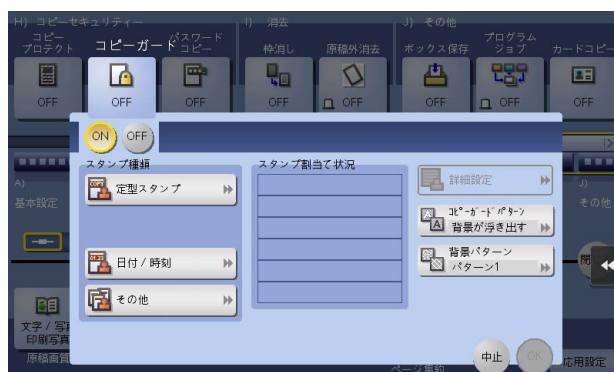 H) コピーセキュリティー
I) 消去
J) その他
コピー
プロテクト
コピーガード
パスワード
コピー
枠消し
原稿外消去
ボックス保存
プログラム
ジョブ
カードコピー
OFF
OFF
OFF
OFF
OFF
OFF
OFF
OFF
ON
OFF
スタンプ種類
スタンプ割当て状況
定型スタンプ
詳細設定
ｺﾋﾟｰｶﾞｰﾄﾞﾊﾟﾀｰﾝ
背景が浮き出す
日付/時刻
背景パターン
パターン1
その他
A)
基本設定
J)
その他
閉
文字/写真
印刷写真
原稿画質
ページ集約
中止
OK
応用設定